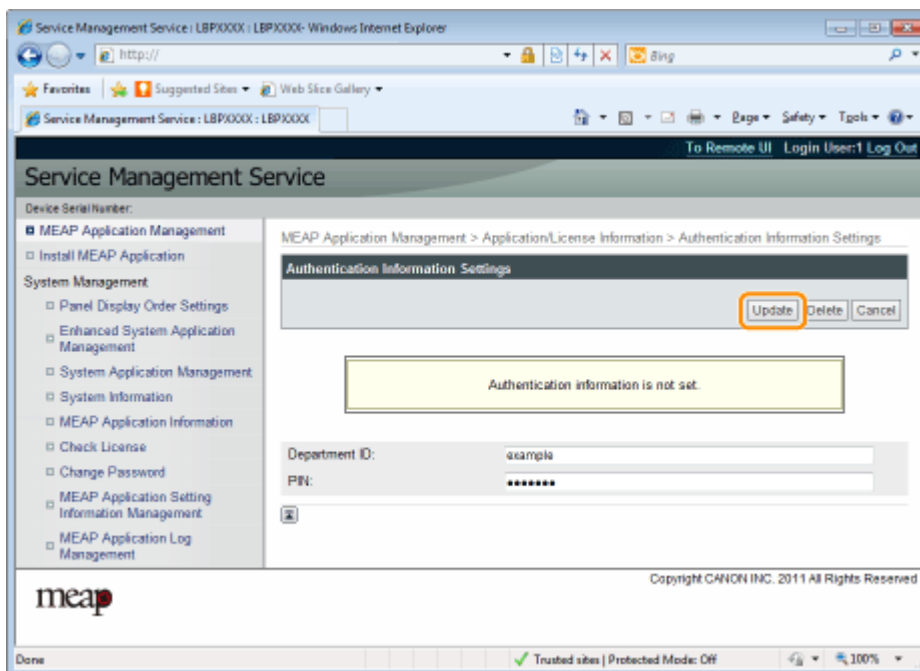 Service Management Service : LBPXXXX : LBPXXXX- Windows Internet Explorer
http://
Bing
Favorites Suggested Sites Web Slice Gallery
Service Management Service : LBPXXXX : LBPXXXX
Page Safety Tools
To Remote UI Login User:1 Log Out
Service Management Service
Device Serial Number:
MEAP Application Management
Install MEAP Application
System Management
Panel Display Order Settings
Enhanced System Application
Management
System Application Management
System Information
MEAP Application Information
Check License
Change Password
MEAP Application Setting
Information Management
MEAP Application Log
Management
MEAP Application Management > Application/License Information > Authentication Information Settings
Authentication Information Settings
Update Delete Cancel
Authentication information is not set.
Department ID: example
PIN: •••••••
Copyright CANON INC. 2011 All Rights Reserved
meap
Done Trusted sites | Protected Mode: Off 100%